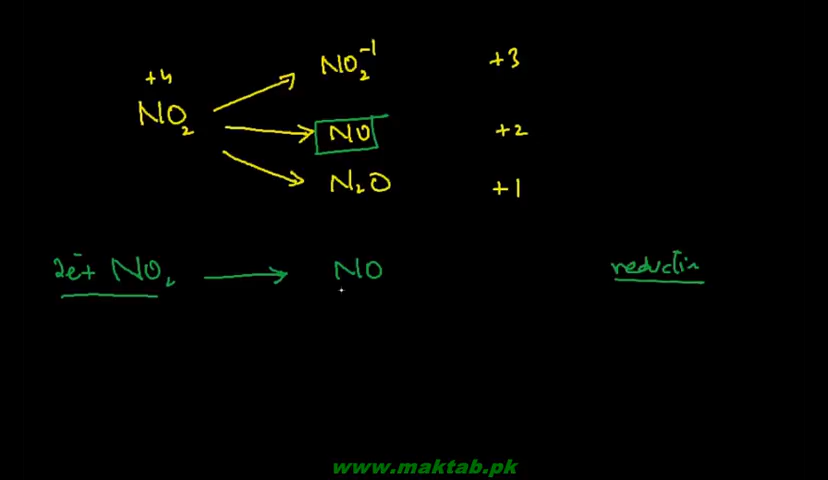 NO₂⁻¹ +3
+4
NO₂
NO +2
N₂O +1
2e⁻ + NO₂ → NO reduction
www.maktab.pk